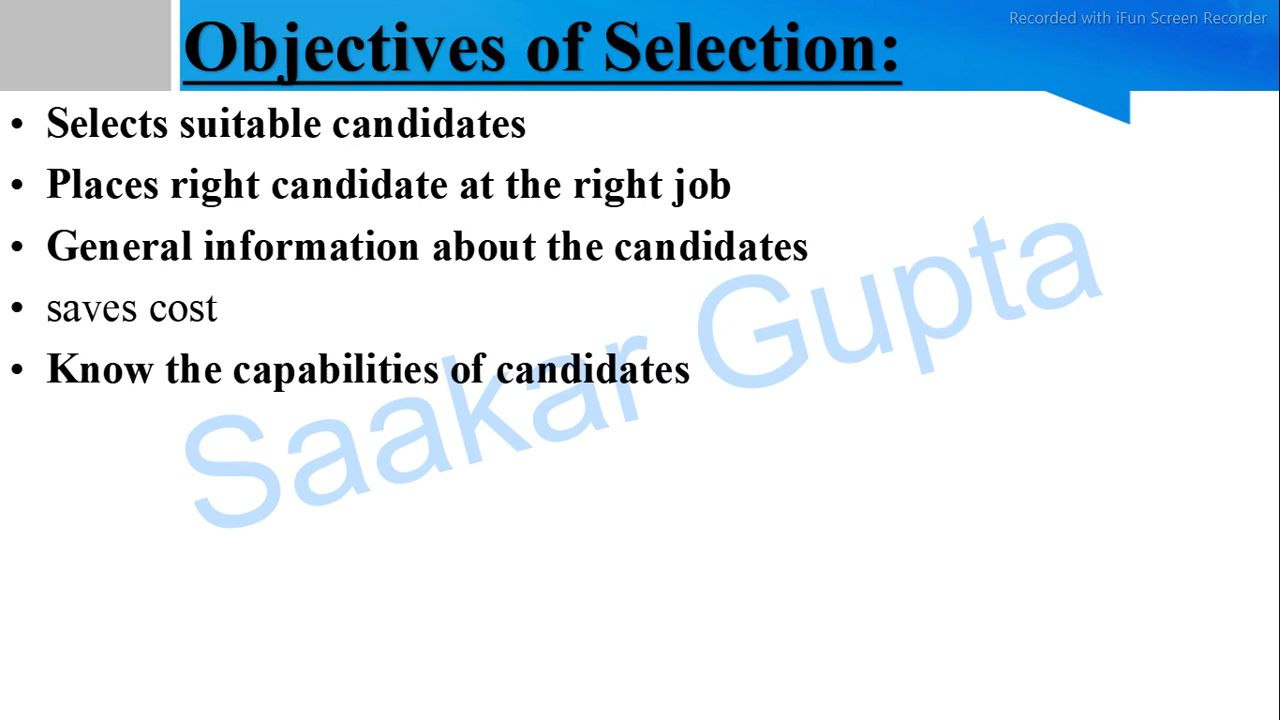 Recorded with iFun Screen Recorder
Objectives of Selection:
• Selects suitable candidates
• Places right candidate at the right job
• General information about the candidates
• saves cost
• Know the capabilities of candidates
Saakar Gupta